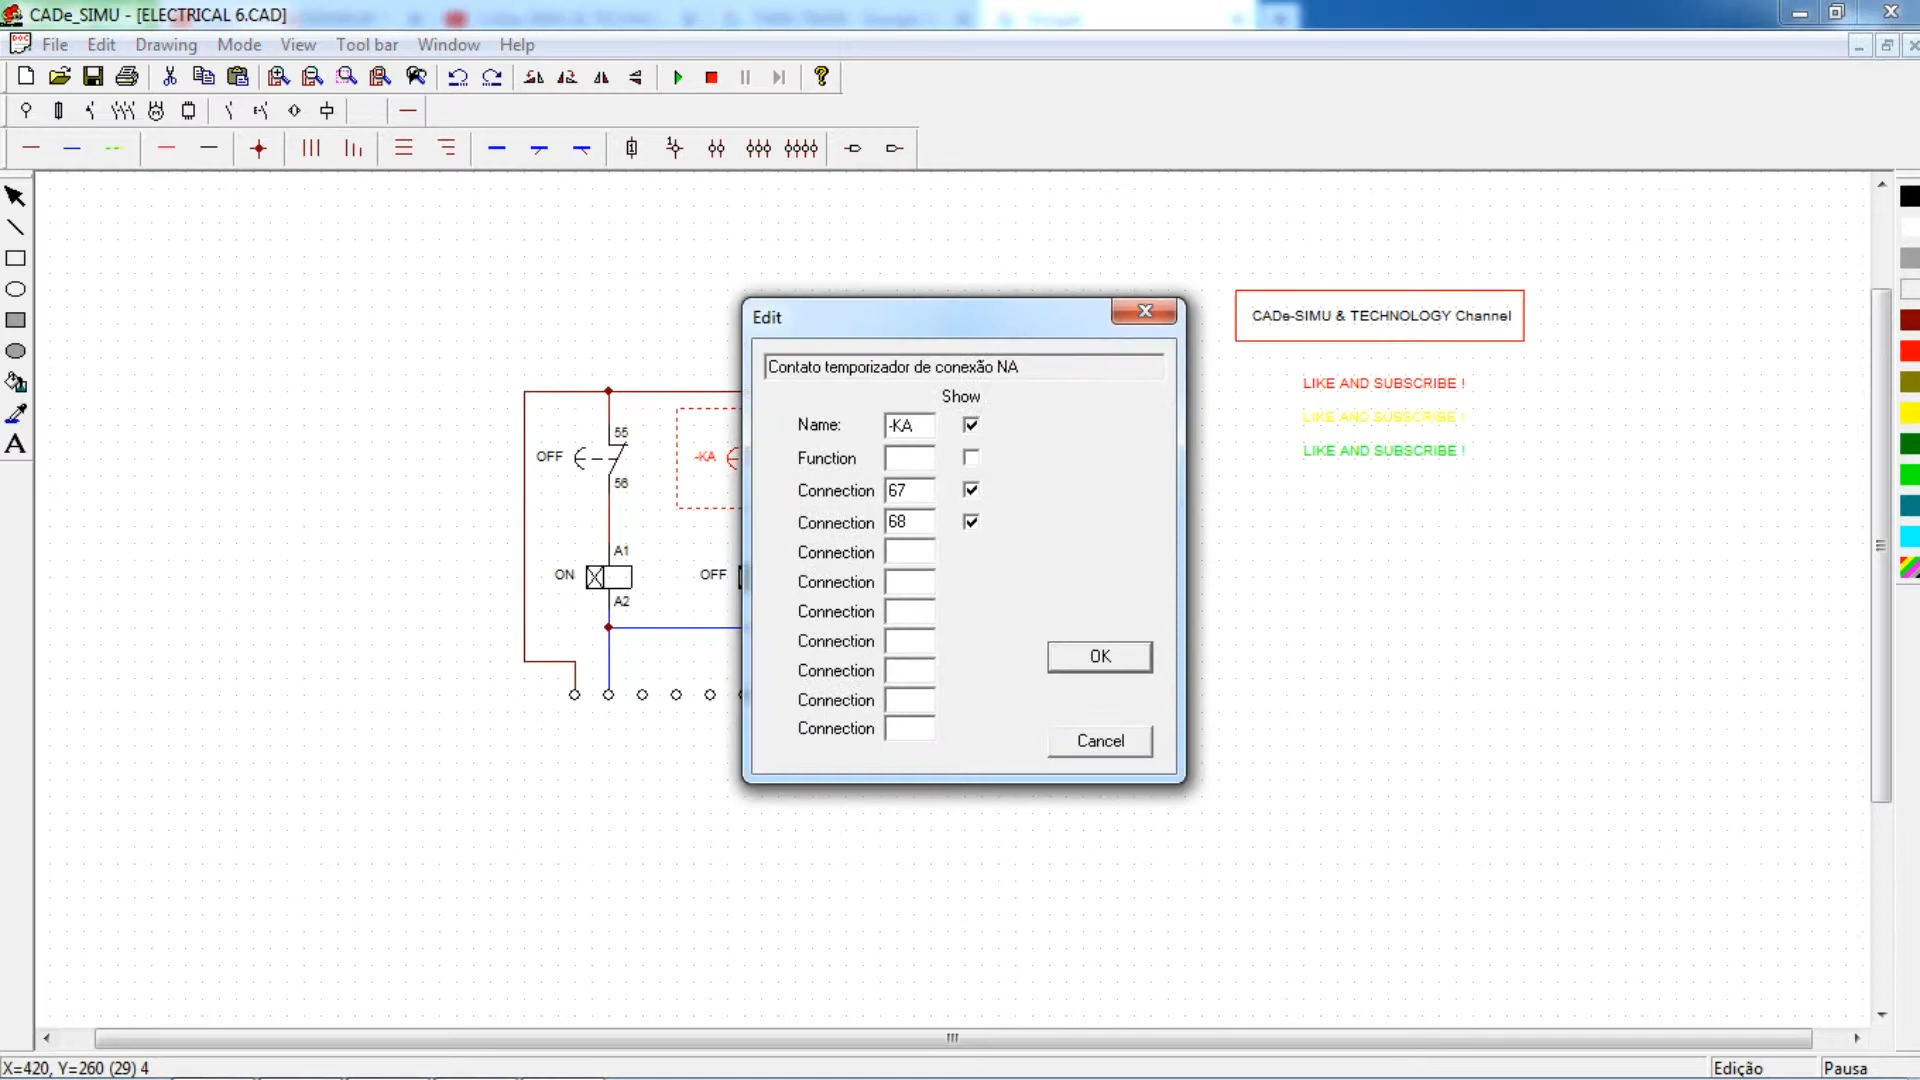 CADe_SIMU - [ELECTRICAL 6.CAD]
File Edit Drawing Mode View Tool bar Window Help
CADe-SIMU & TECHNOLOGY Channel
LIKE AND SUBSCRIBE !
LIKE AND SUBSCRIBE !
LIKE AND SUBSCRIBE !
55
OFF
56
-KA
A1
ON
A2
OFF
Edit
Contato temporizador de conexão NA
Show
Name: -KA
Function
Connection 67
Connection 68
Connection
Connection
Connection
Connection
Connection
Connection
Connection
OK
Cancel
X=420, Y=260 (29) 4
Edição
Pausa